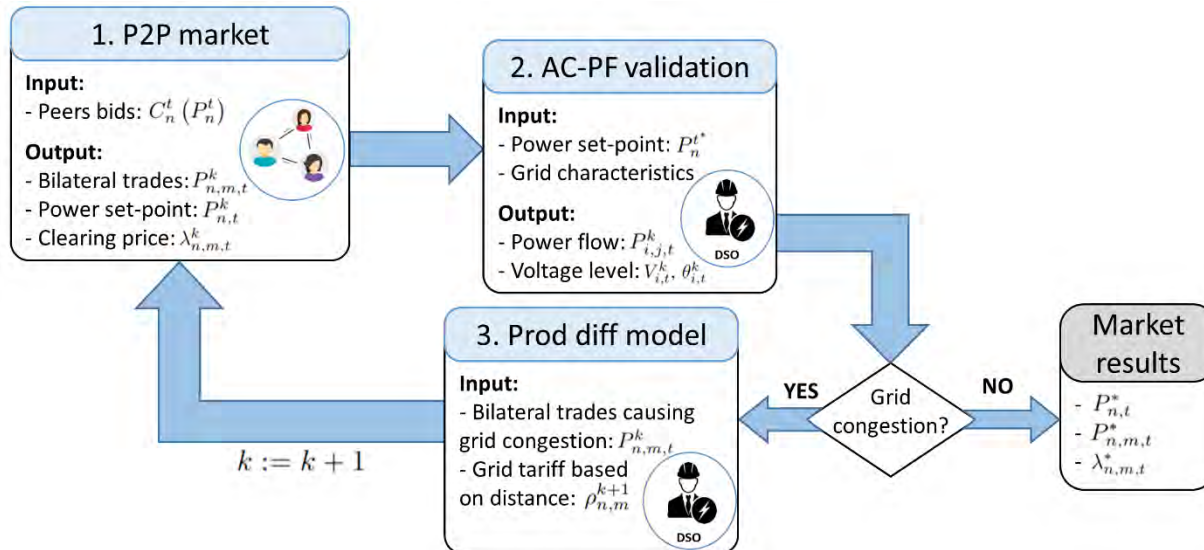 1. P2P market
Input:
- Peers bids: $C_n^t (P_n^t)$
Output:
- Bilateral trades: $P_{n,m,t}^k$
- Power set-point: $P_{n,t}^k$
- Clearing price: $\lambda_{n,m,t}^k$
2. AC-PF validation
Input:
- Power set-point: $P_n^{t^*}$
- Grid characteristics
Output:
- Power flow: $P_{i,j,t}^k$
- Voltage level: $V_{i,t}^k$, $\theta_{i,t}^k$
DSO
3. Prod diff model
Input:
- Bilateral trades causing
grid congestion: $P_{n,m,t}^k$
- Grid tariff based
on distance: $\rho_{n,m}^{k+1}$
DSO
$k := k + 1$
YES
Grid
congestion?
NO
Market
results
- $P_{n,t}^*$
- $P_{n,m,t}^*$
- $\lambda_{n,m,t}^*$